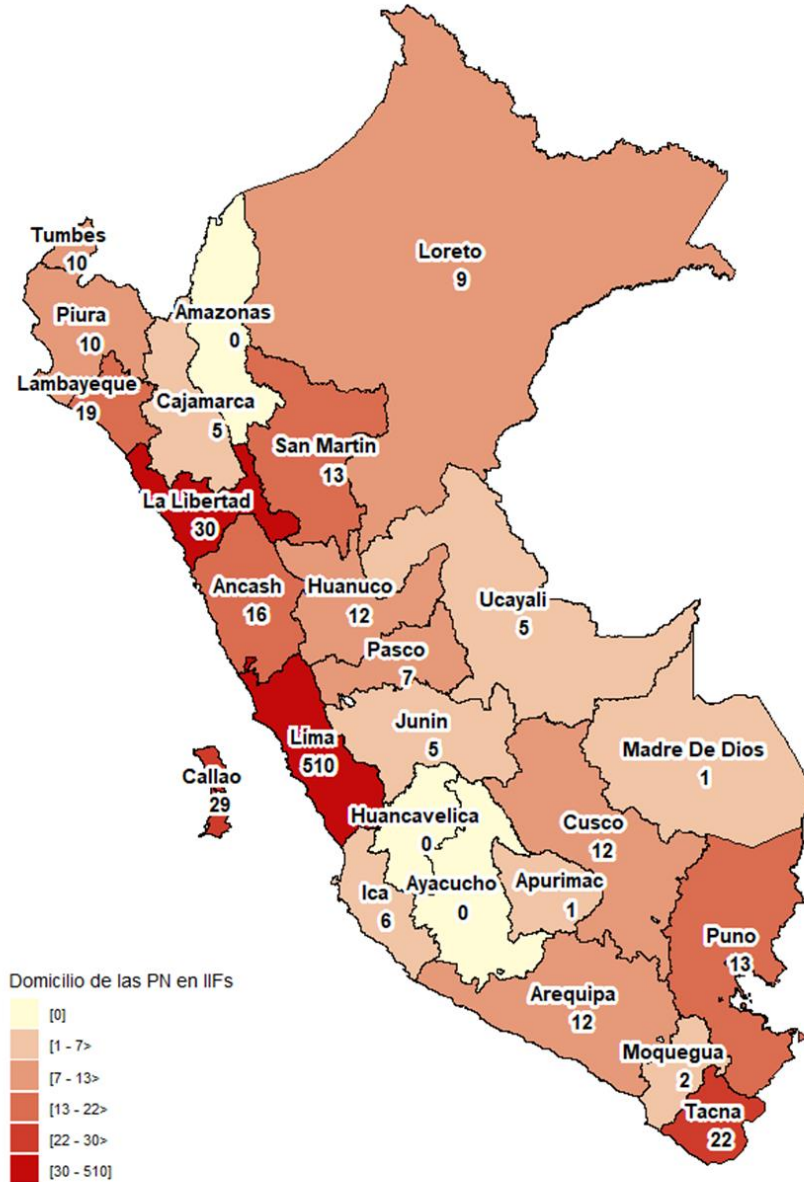 Tumbes
10
Loreto
9
Piura
10
Amazonas
0
Lambayeque
19
Cajamarca
5
San Martin
13
La Libertad
30
Ancash
16
Huanuco
12
Ucayali
5
Pasco
7
Junin
5
Lima
510
Madre De Dios
1
Callao
29
Huancavelica
0
Cusco
12
Ica
6
Ayacucho
0
Apurimac
1
Puno
13
Arequipa
12
Moquegua
2
Tacna
22
Domicilio de las PN en IIFs
[0]
[1 - 7>
[7 - 13>
[13 - 22>
[22 - 30>
[30 - 510]